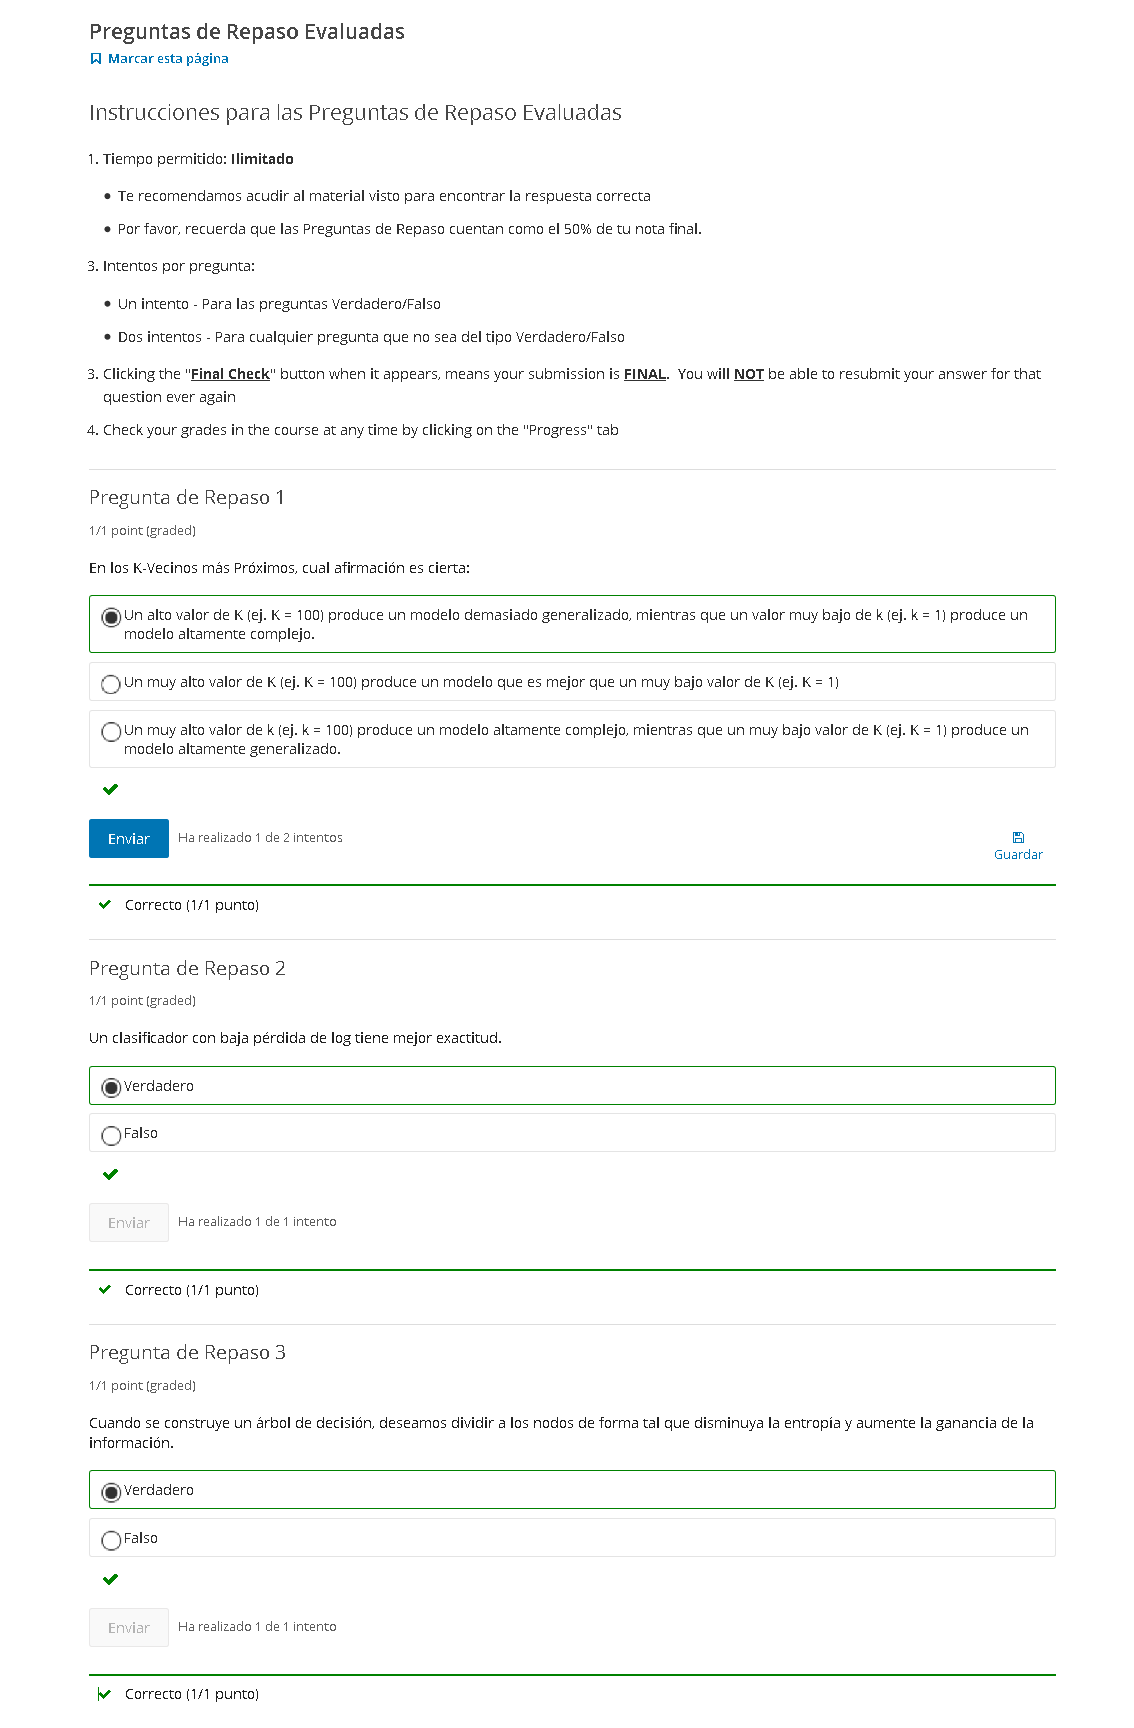 Preguntas de Repaso Evaluadas
Marcar esta página
Instrucciones para las Preguntas de Repaso Evaluadas
1. Tiempo permitido: Ilimitado
Te recomendamos acudir al material visto para encontrar la respuesta correcta
Por favor, recuerda que las Preguntas de Repaso cuentan como el 50% de tu nota final.
3. Intentos por pregunta:
Un intento - Para las preguntas Verdadero/Falso
Dos intentos - Para cualquier pregunta que no sea del tipo Verdadero/Falso
3. Clicking the "Final Check" button when it appears, means your submission is FINAL. You will NOT be able to resubmit your answer for that
question ever again
4. Check your grades in the course at any time by clicking on the "Progress" tab
Pregunta de Repaso 1
1/1 point (graded)
En los K-Vecinos más Próximos, cual afirmación es cierta:
Un alto valor de K (ej. K = 100) produce un modelo demasiado generalizado, mientras que un valor muy bajo de k (ej. k = 1) produce un
modelo altamente complejo.
Un muy alto valor de K (ej. K = 100) produce un modelo que es mejor que un muy bajo valor de K (ej. K = 1)
Un muy alto valor de k (ej. k = 100) produce un modelo altamente complejo, mientras que un muy bajo valor de K (ej. K = 1) produce un
modelo altamente generalizado.
Enviar
Ha realizado 1 de 2 intentos
Guardar
Correcto (1/1 punto)
Pregunta de Repaso 2
1/1 point (graded)
Un clasificador con baja pérdida de log tiene mejor exactitud.
Verdadero
Falso
Enviar
Ha realizado 1 de 1 intento
Correcto (1/1 punto)
Pregunta de Repaso 3
1/1 point (graded)
Cuando se construye un árbol de decisión, deseamos dividir a los nodos de forma tal que disminuya la entropía y aumente la ganancia de la
información.
Verdadero
Falso
Enviar
Ha realizado 1 de 1 intento
Correcto (1/1 punto)